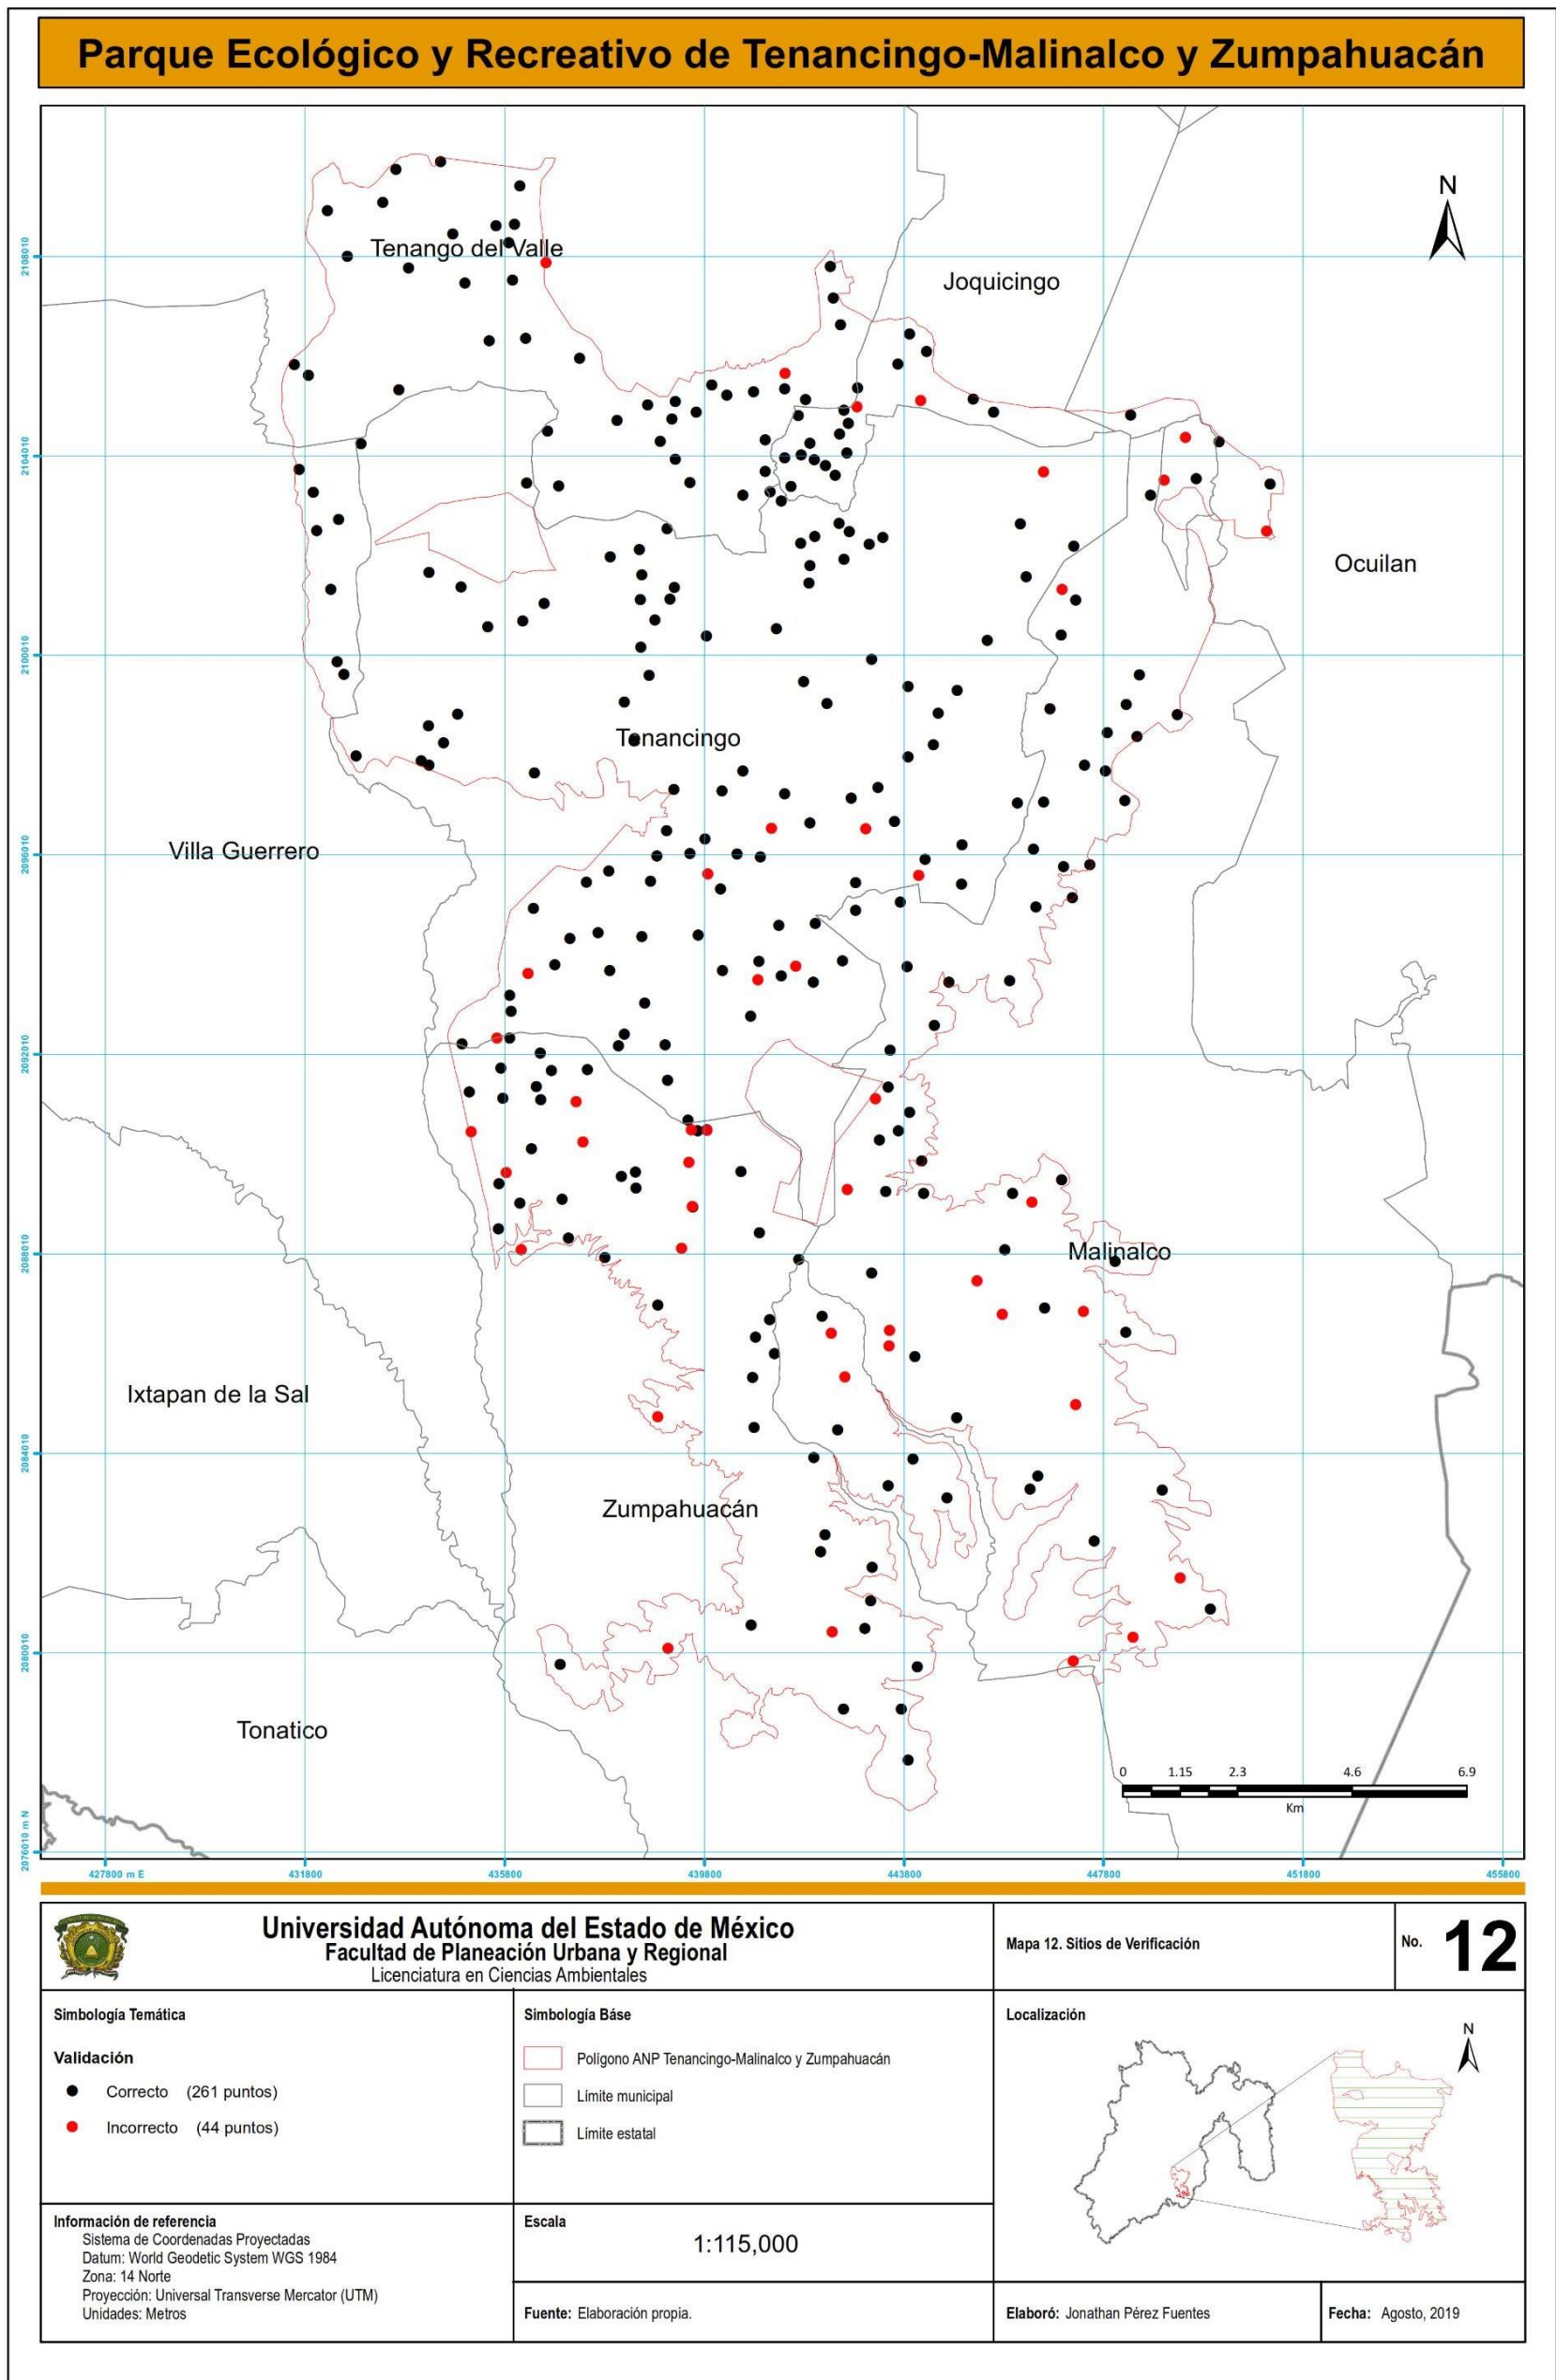 Parque Ecológico y Recreativo de Tenancingo-Malinalco y Zumpahuacán
N
Tenango del Valle
Joquicingo
Ocuilan
Tenancingo
Villa Guerrero
Malinalco
Ixtapan de la Sal
Zumpahuacán
Tonatico
2108010
2104010
2100010
2096010
2092010
2088010
2084010
2080010
2076010 m N
0 1.15 2.3 4.6 6.9
Km
427800 m E 431800 435800 439800 443800 447800 451800 455800
Universidad Autónoma del Estado de México
Facultad de Planeación Urbana y Regional
Licenciatura en Ciencias Ambientales
Mapa 12. Sitios de Verificación
No. 12
Simbología Temática
Validación
Correcto (261 puntos)
Incorrecto (44 puntos)
Simbología Báse
Polígono ANP Tenancingo-Malinalco y Zumpahuacán
Límite municipal
Límite estatal
Localización
N
Información de referencia
Sistema de Coordenadas Proyectadas
Datum: World Geodetic System WGS 1984
Zona: 14 Norte
Proyección: Universal Transverse Mercator (UTM)
Unidades: Metros
Escala
1:115,000
Fuente: Elaboración propia.
Elaboró: Jonathan Pérez Fuentes
Fecha: Agosto, 2019